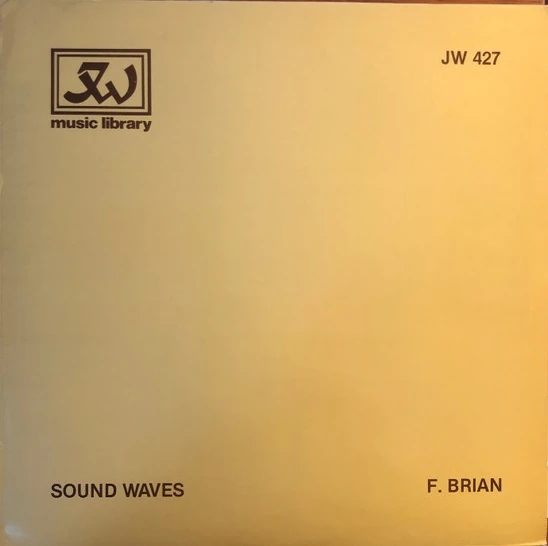 JW
music library
JW 427
SOUND WAVES
F. BRIAN